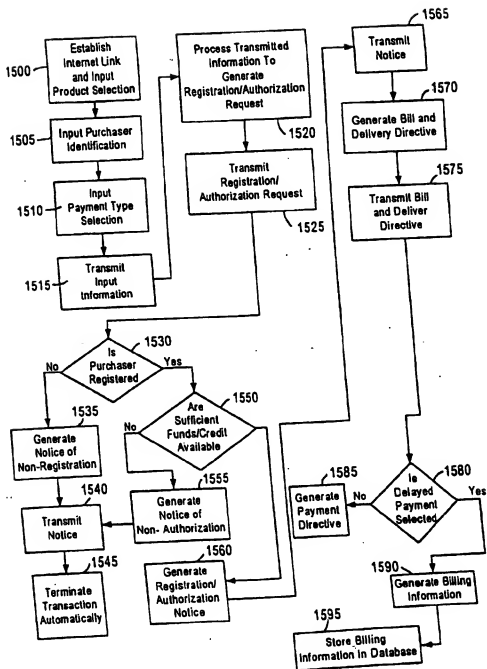 1500
Establish
Internet Link
and Input
Product Selection
1505
Input Purchaser
Identification
1510
Input
Payment Type
Selection
1515
Transmit
Input
Information
Process Transmitted
Information To
Generate
Registration/Authorization
Request
1520
Transmit
Registration/
Authorization Request
1525
1530
Is
Purchaser
Registered
No
Yes
1535
Generate
Notice of
Non-Registration
1540
Transmit
Notice
1545
Terminate
Transaction
Automatically
1550
Are
Sufficient
Funds/Credit
Available
No
1555
Generate
Notice of
Non-Authorization
1560
Generate
Registration/
Authorization
Notice
1565
Transmit
Notice
1570
Generate Bill and
Delivery Directive
1575
Transmit Bill
and Deliver
Directive
1580
Is
Delayed
Payment
Selected
No
Yes
1585
Generate
Payment
Directive
1590
Generate Billing
Information
1595
Store Billing
Information In Database